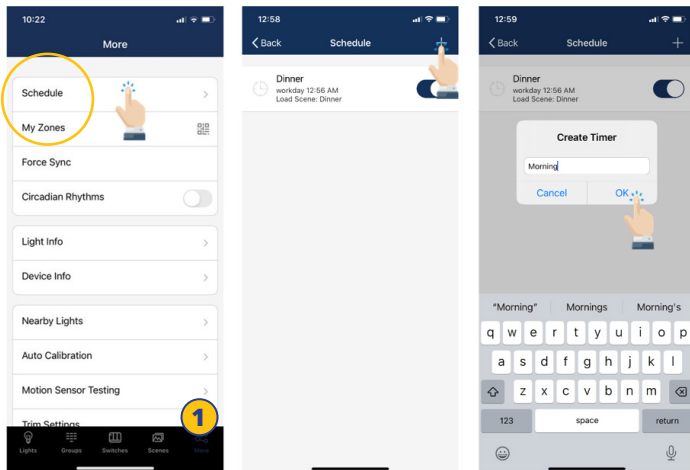 10:22
More
Schedule
My Zones
Force Sync
Circadian Rhythms
Light Info
Device Info
Nearby Lights
Auto Calibration
Motion Sensor Testing
Trim Settings
1
Lights Groups Switches Scenes More
12:58
Back Schedule +
Dinner
workday 12:56 AM
Load Scene: Dinner
12:59
Back Schedule +
Dinner
workday 12:56 AM
Load Scene: Dinner
Create Timer
Morning
Cancel OK
"Morning" Mornings Morning's
q w e r t y u i o p
a s d f g h j k l
z x c v b n m
123 space return